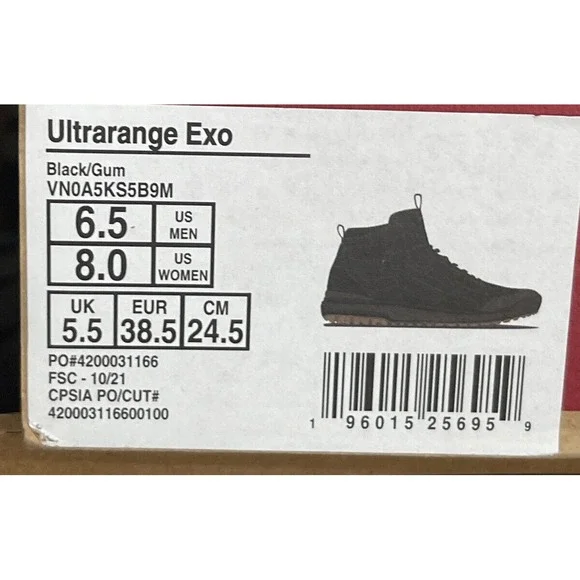 Ultrarange Exo
Black/Gum
VN0A5KS5B9M
6.5 US MEN
8.0 US WOMEN
UK EUR CM
5.5 38.5 24.5
PO#4200031166
FSC - 10/21
CPSIA PO/CUT#
420003116600100
1 96015 25695 9